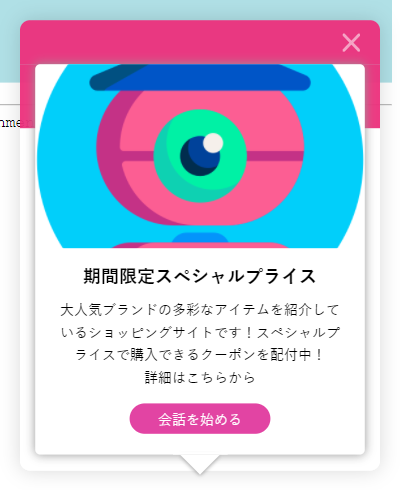 nme
期間限定スペシャルプライス
大人気ブランドの多彩なアイテムを紹介して
いるショッピングサイトです！スペシャルプ
ライスで購入できるクーポンを配付中！
詳細はこちらから
会話を始める